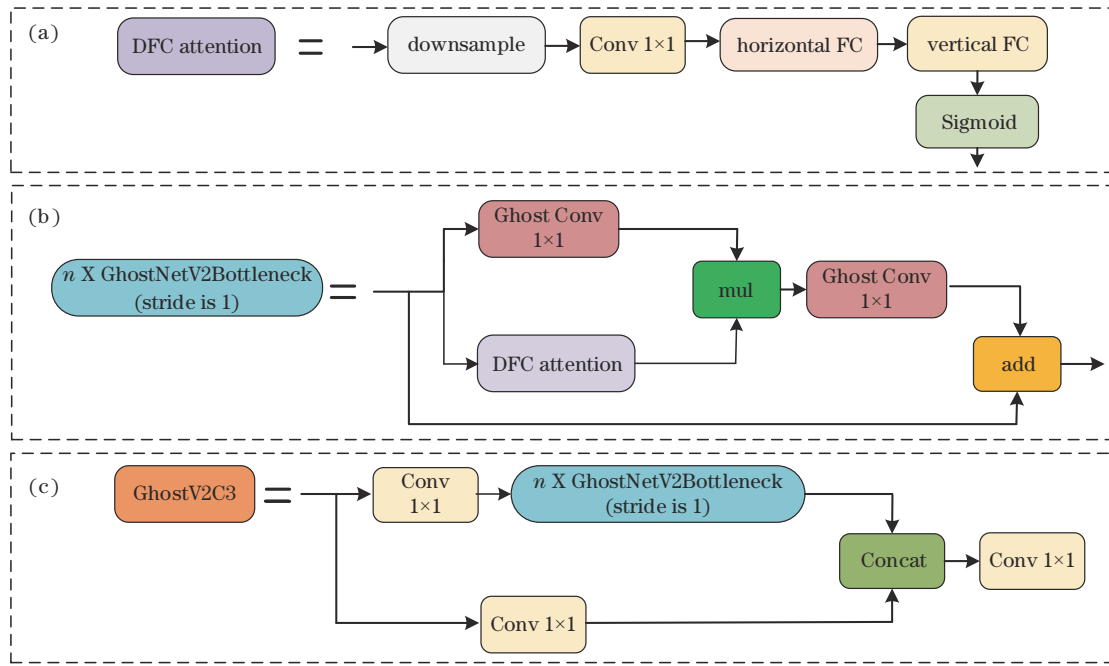 (a)
DFC attention
=
downsample
Conv 1×1
horizontal FC
vertical FC
Sigmoid
(b)
n X GhostNetV2Bottleneck
(stride is 1)
=
Ghost Conv
1×1
DFC attention
mul
Ghost Conv
1×1
add
(c)
GhostV2C3
=
Conv
1×1
n X GhostNetV2Bottleneck
(stride is 1)
Conv 1×1
Concat
Conv 1×1